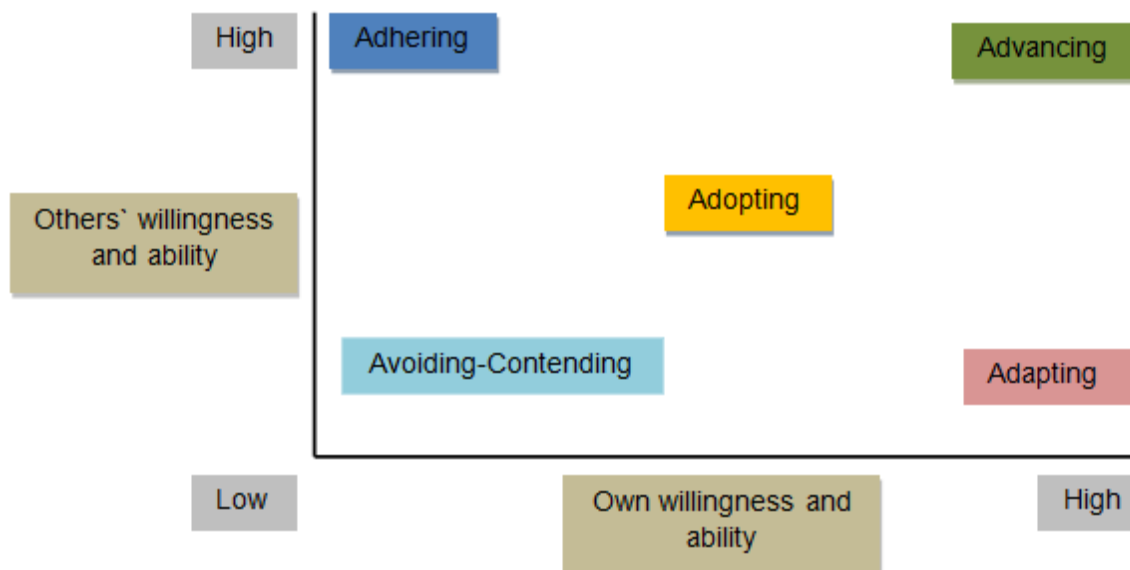 High
Adhering
Advancing
Adopting
Others` willingness
and ability
Avoiding-Contending
Adapting
Low
Own willingness and
ability
High